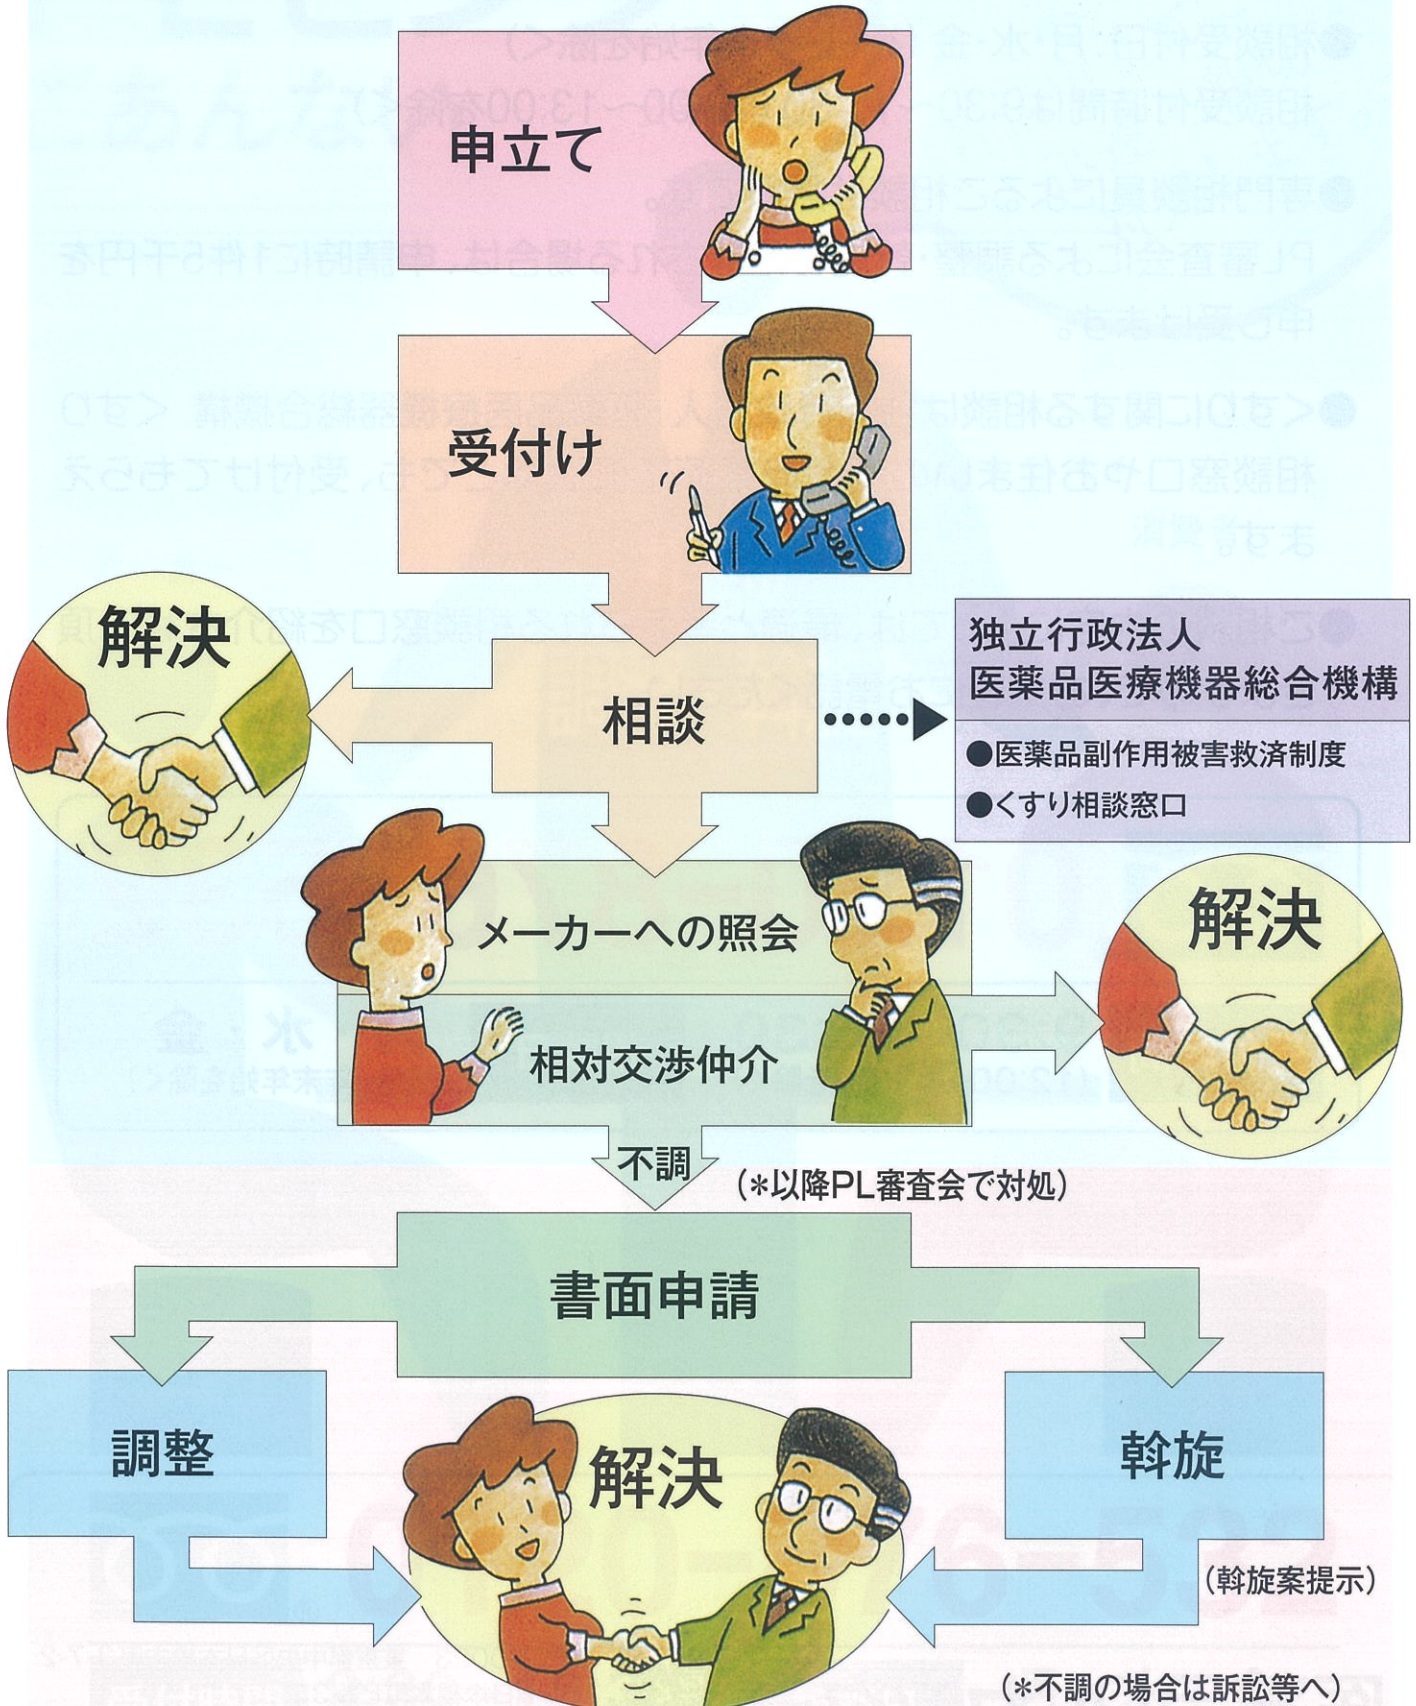 申立て
受付け
解決
相談
独立行政法人
医薬品医療機器総合機構
●医薬品副作用被害救済制度
●くすり相談窓口
メーカーへの照会
解決
相対交渉仲介
不調
（＊以降PL審査会で対処）
書面申請
調整
解決
斡旋
（斡旋案提示）
（＊不調の場合は訴訟等へ）